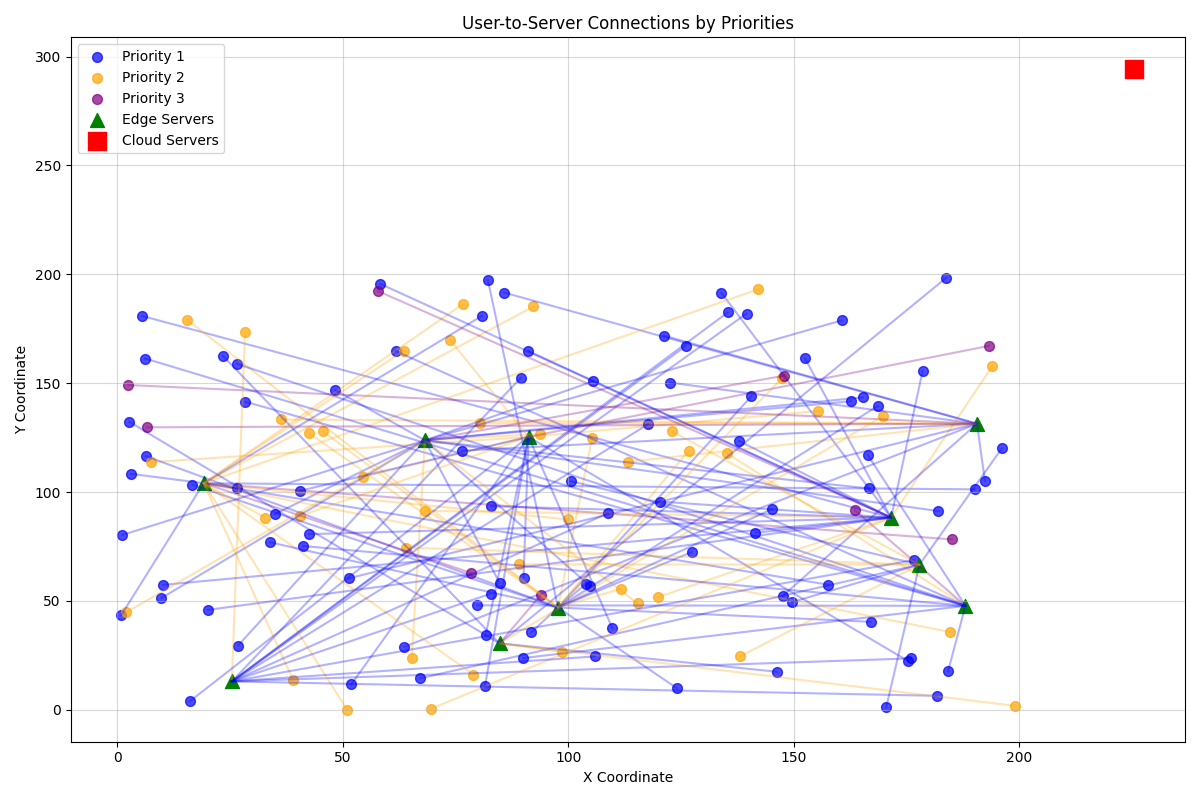 User-to-Server Connections by Priorities
Priority 1
Priority 2
Priority 3
Edge Servers
Cloud Servers
300
250
200
150
100
50
0
Y Coordinate
0
50
100
150
200
X Coordinate